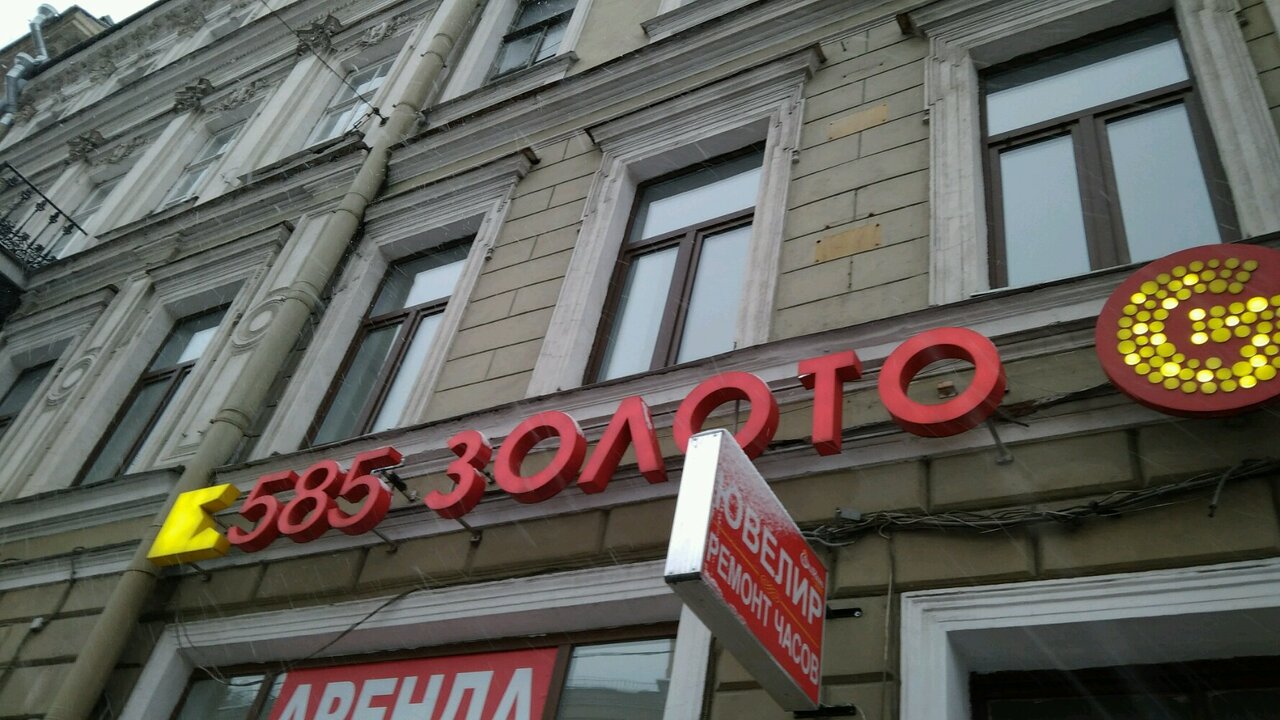 585 ЗОЛОТО
ЮВЕЛИР
РЕМОНТ ЧАСОВ
АРЕНДА